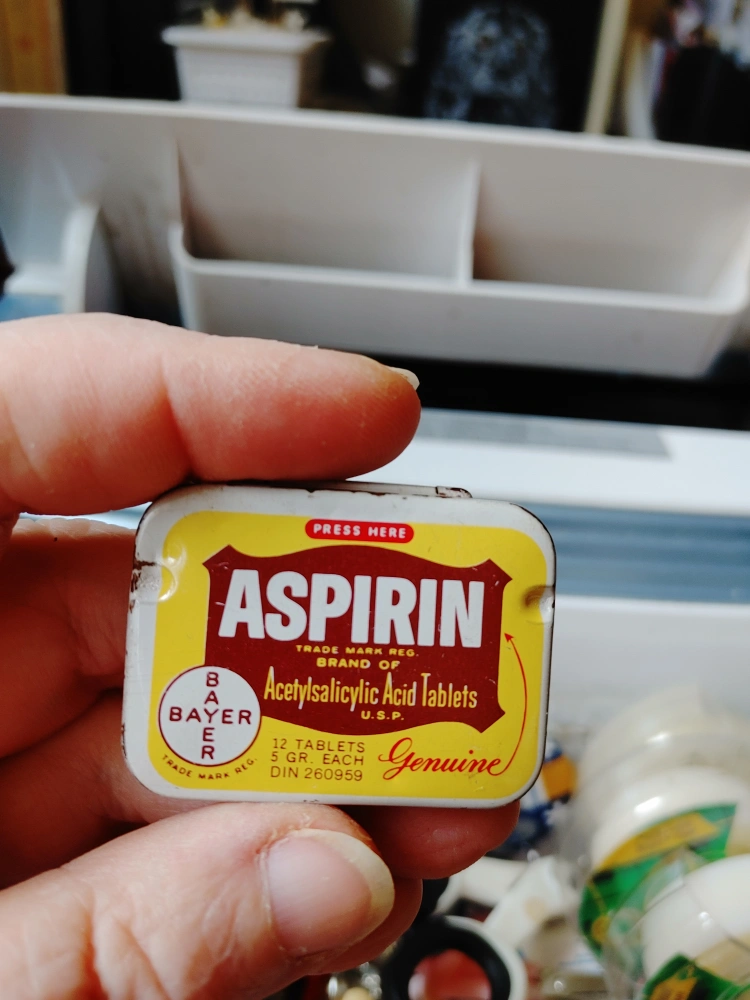 PRESS HERE
ASPIRIN
TRADE MARK REG.
BRAND OF
Acetylsalicylic Acid Tablets
U.S.P.
BAYER
BAYER
TRADE MARK REG.
12 TABLETS
5 GR. EACH
DIN 260959
Genuine